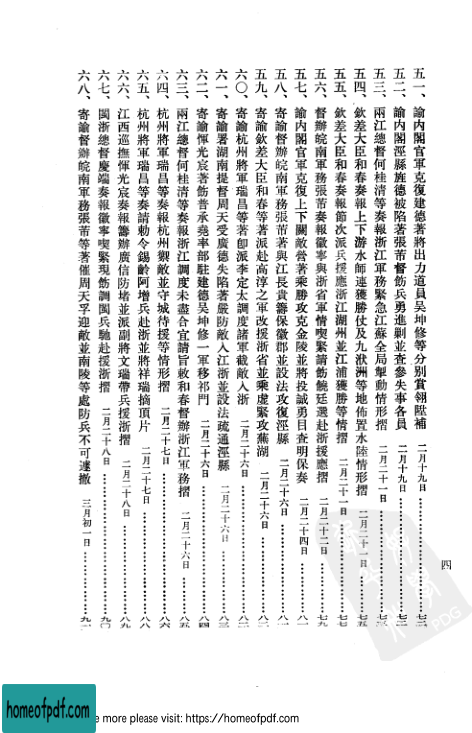 五一、諭內閣官軍克復建德著將出力道員吳坤修等分別賞翎陞補 二月十九日……七三
五二、諭內閣涇縣旌德被陷著張芾督飭兵勇進剿並查參失事各員 二月十九日……七三
五三、兩江總督何桂清等奏報浙江軍務緊急江蘇全局掣動情形摺 二月二十一日……七四
五四、欽差大臣和春奏報上下游水師連獲勝仗及九洑洲等地佈置水陸情形摺 二月二十一日……七五
五五、欽差大臣和春奏報節次派兵援應浙江湖州並江浦獲勝等情摺 二月二十一日……七七
五六、督辦皖南軍務張芾奏報徽寧與浙省軍情喫緊請飭饒廷選赴浙援應摺 二月二十二日……七九
五七、諭內閣官軍克復上下關敵營著乘勝攻克金陵並將投誠勇目查明保奏 二月二十四日……八一
五八、寄諭督辦皖南軍務張芾著與江長貴籌保徽郡並設法攻復涇縣 二月二十六日……八一
五九、寄諭欽差大臣和春等著派赴高淳之軍改援浙省並乘虛緊攻蕪湖 二月二十六日……八二
六〇、寄諭杭州將軍瑞昌等著卽派李定太調度諸軍截敵入浙 二月二十六日……八二
六一、寄諭署湖南提督周天受廣德失陷著嚴防敵入江浙並設法疏通涇縣 二月二十六日……八三
六二、寄諭惲光宸著飭普承堯率部駐建德吳坤修一軍移祁門 二月二十六日……八四
六三、兩江總督何桂清等奏報浙江調度未盡合宜請旨敕和春督辦浙江軍務摺 二月二十六日……八五
六四、杭州將軍瑞昌等奏報杭州禦敵並守城待援等情形摺 二月二十七日……八六
六五、杭州將軍瑞昌等奏請勅令錫齡阿增兵赴浙並將祥瑞摘頂片 二月二十七日……八八
六六、江西巡撫惲光宸奏報籌辦廣信防堵並派副將文瑞帶兵援浙摺 二月二十八日……八九
六七、閩浙總督慶端奏報徽寧喫緊現飭調閩兵馳赴援浙摺 二月二十八日……九〇
六八、寄諭督辦皖南軍務張芾等著催周天孚迎敵並南陵等處防兵不可遽撤 三月初一日……九一
四
PDG
homeofpdf.com
e more please visit: https://homeofpdf.com